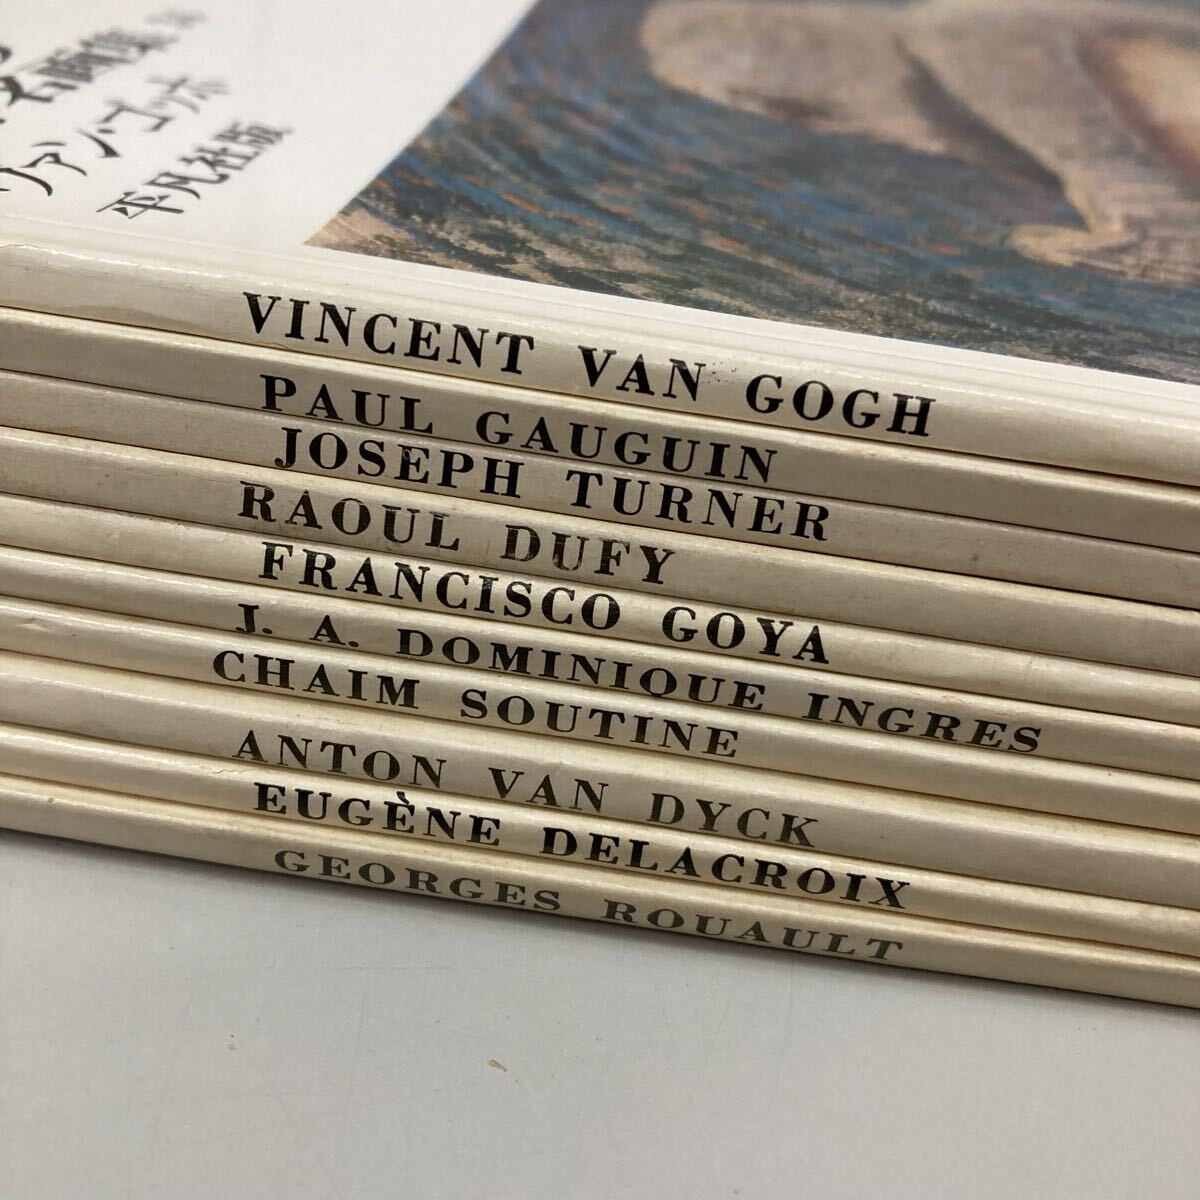 名画集
ヴァン・ゴッホ
平凡社版
VINCENT VAN GOGH
PAUL GAUGUIN
JOSEPH TURNER
RAOUL DUFY
FRANCISCO GOYA
J. A. DOMINIQUE INGRES
CHAIM SOUTINE
ANTON VAN DYCK
EUGÈNE DELACROIX
GEORGES ROUAULT